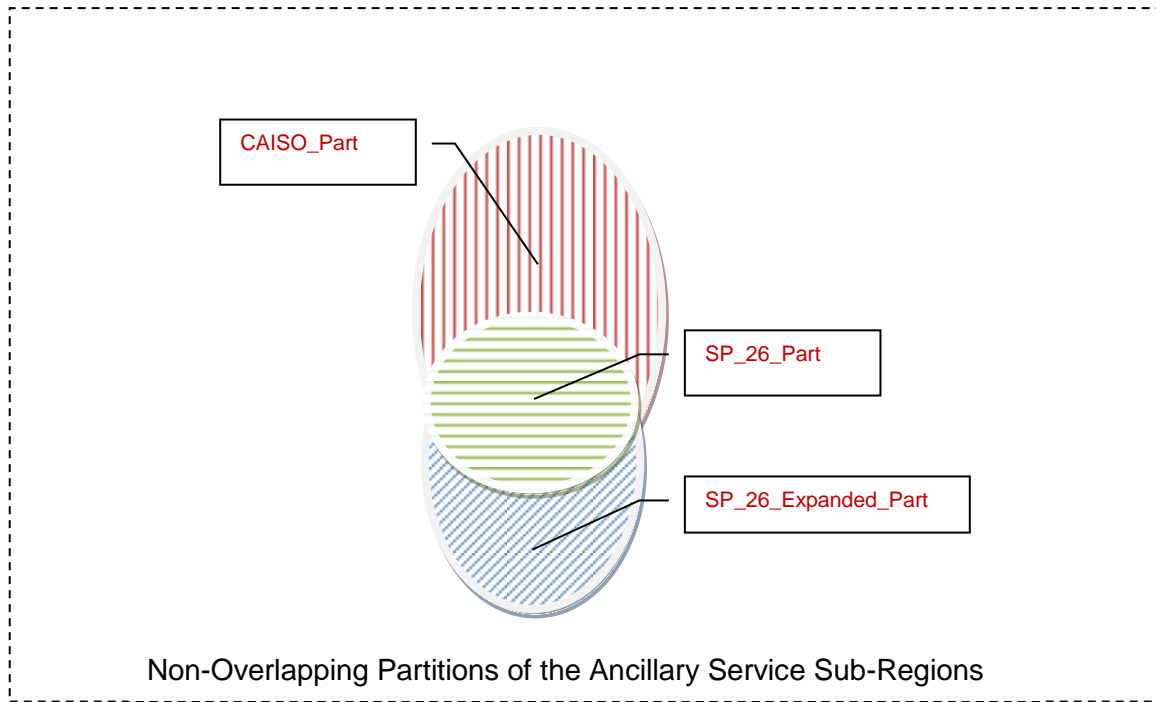 CAISO_Part
SP_26_Part
SP_26_Expanded_Part
Non-Overlapping Partitions of the Ancillary Service Sub-Regions